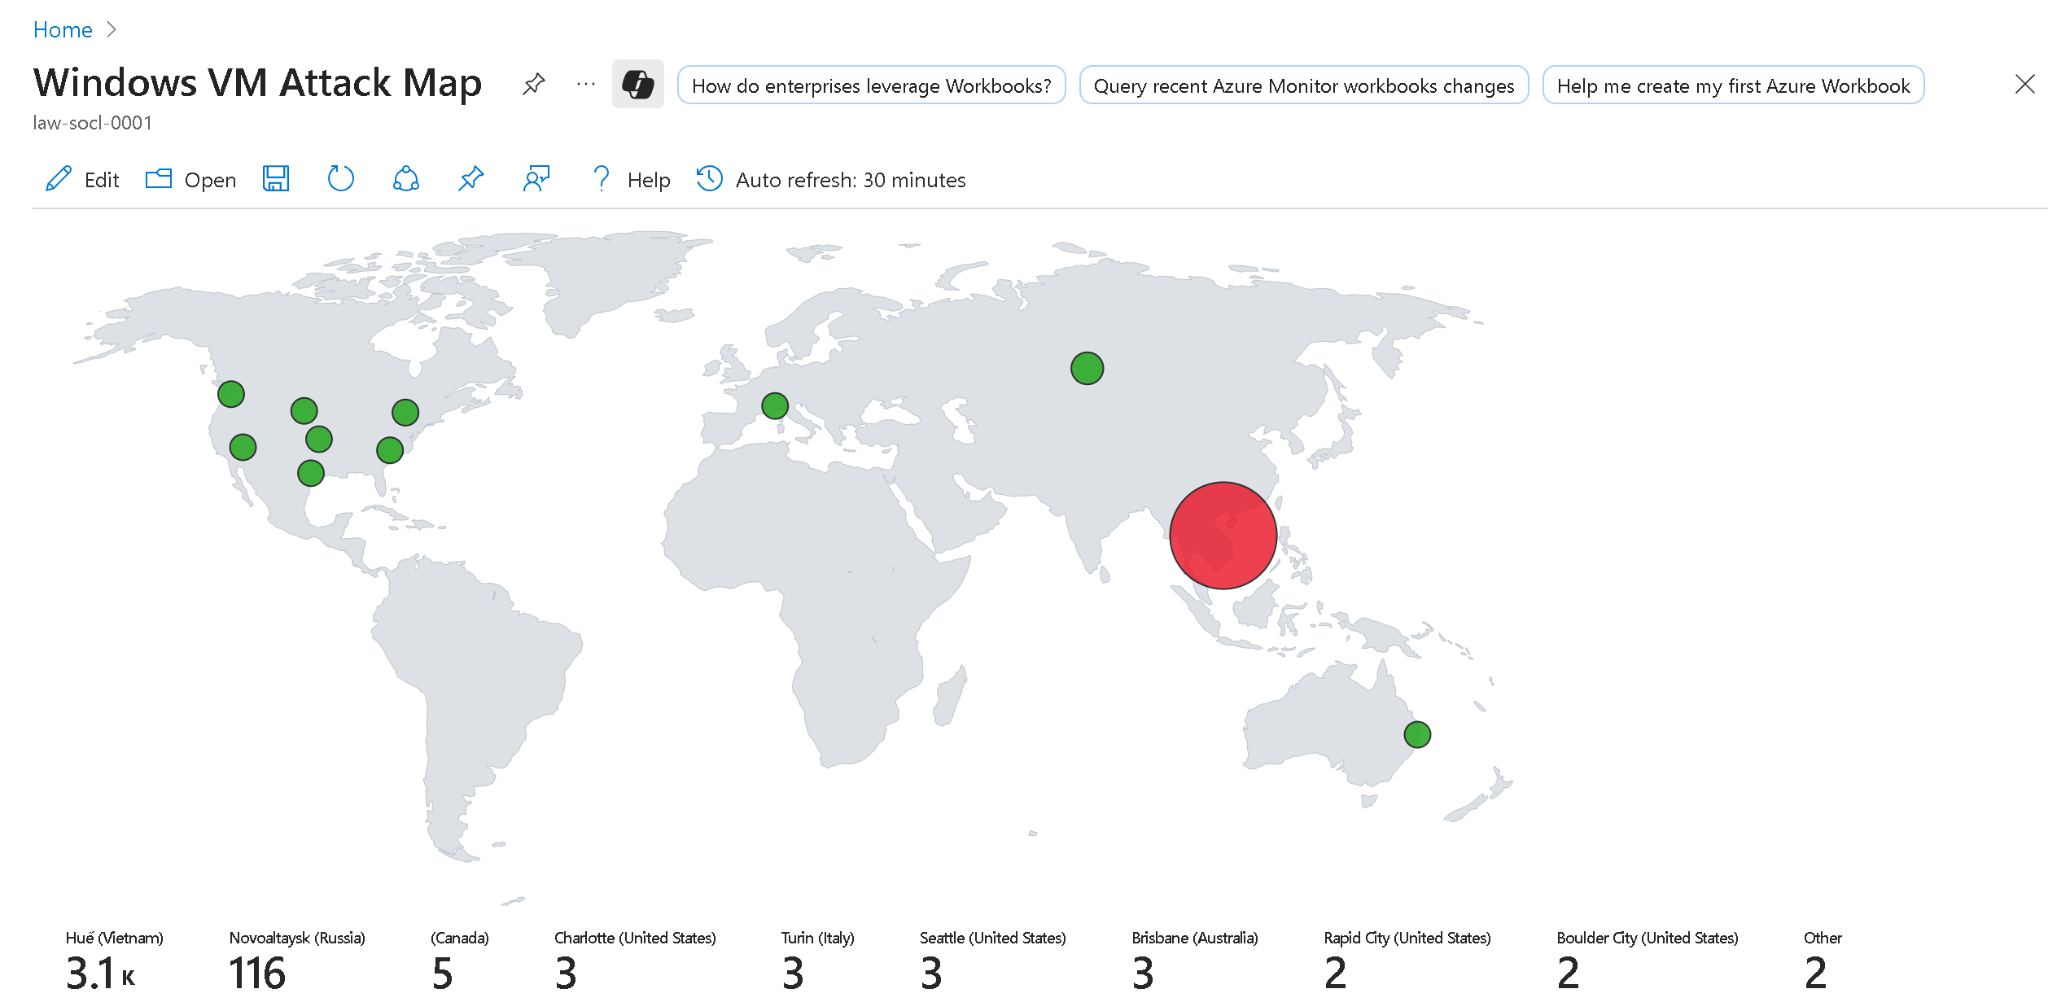 Home
Windows VM Attack Map
How do enterprises leverage Workbooks?
Query recent Azure Monitor workbooks changes
Help me create my first Azure Workbook
law-socl-0001
Edit
Open
Help
Auto refresh: 30 minutes
Huế (Vietnam)
3.1 K
Novoaltaysk (Russia)
116
(Canada)
5
Charlotte (United States)
3
Turin (Italy)
3
Seattle (United States)
3
Brisbane (Australia)
3
Rapid City (United States)
2
Boulder City (United States)
2
Other
2